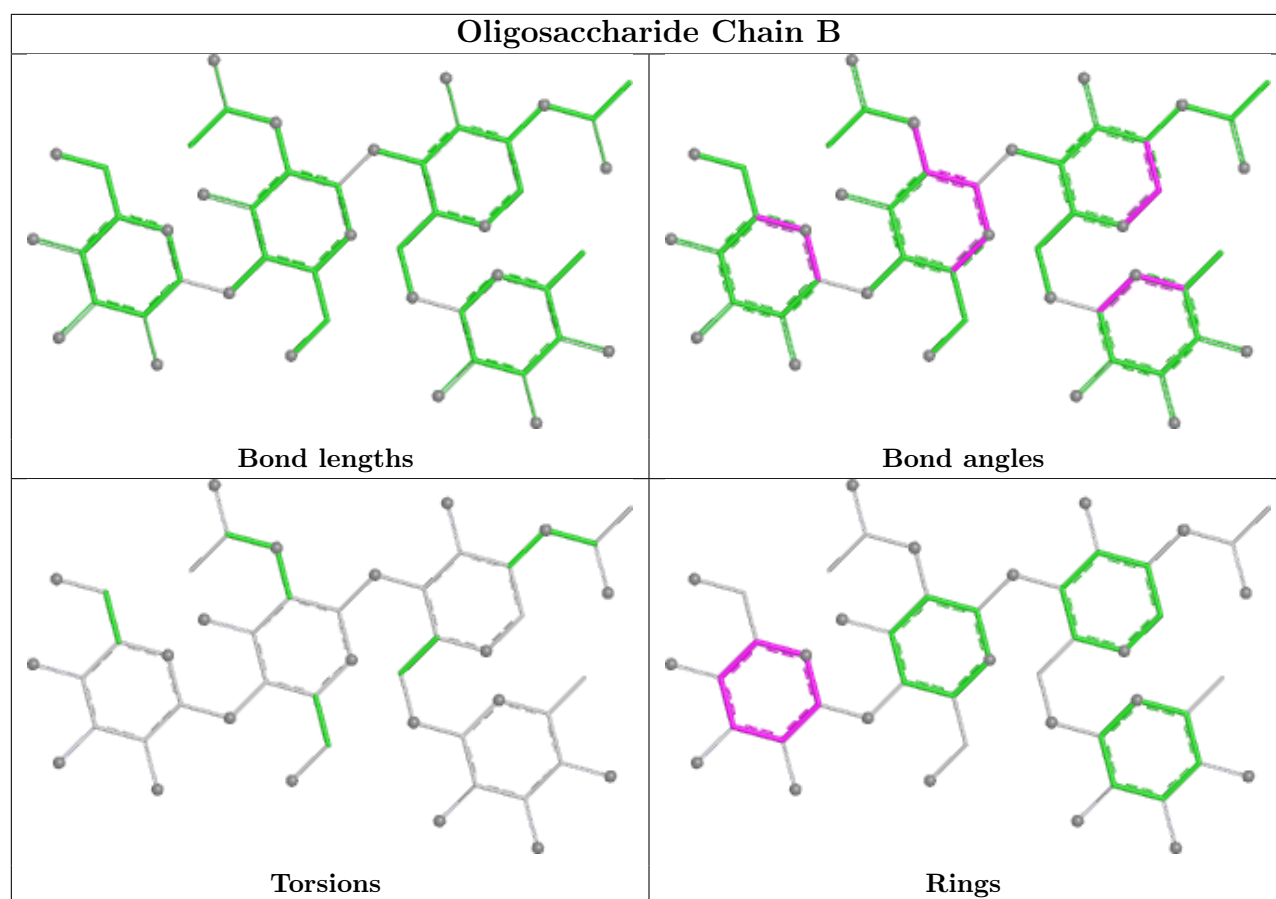 Oligosaccharide Chain B
Bond lengths
Bond angles
Torsions
Rings